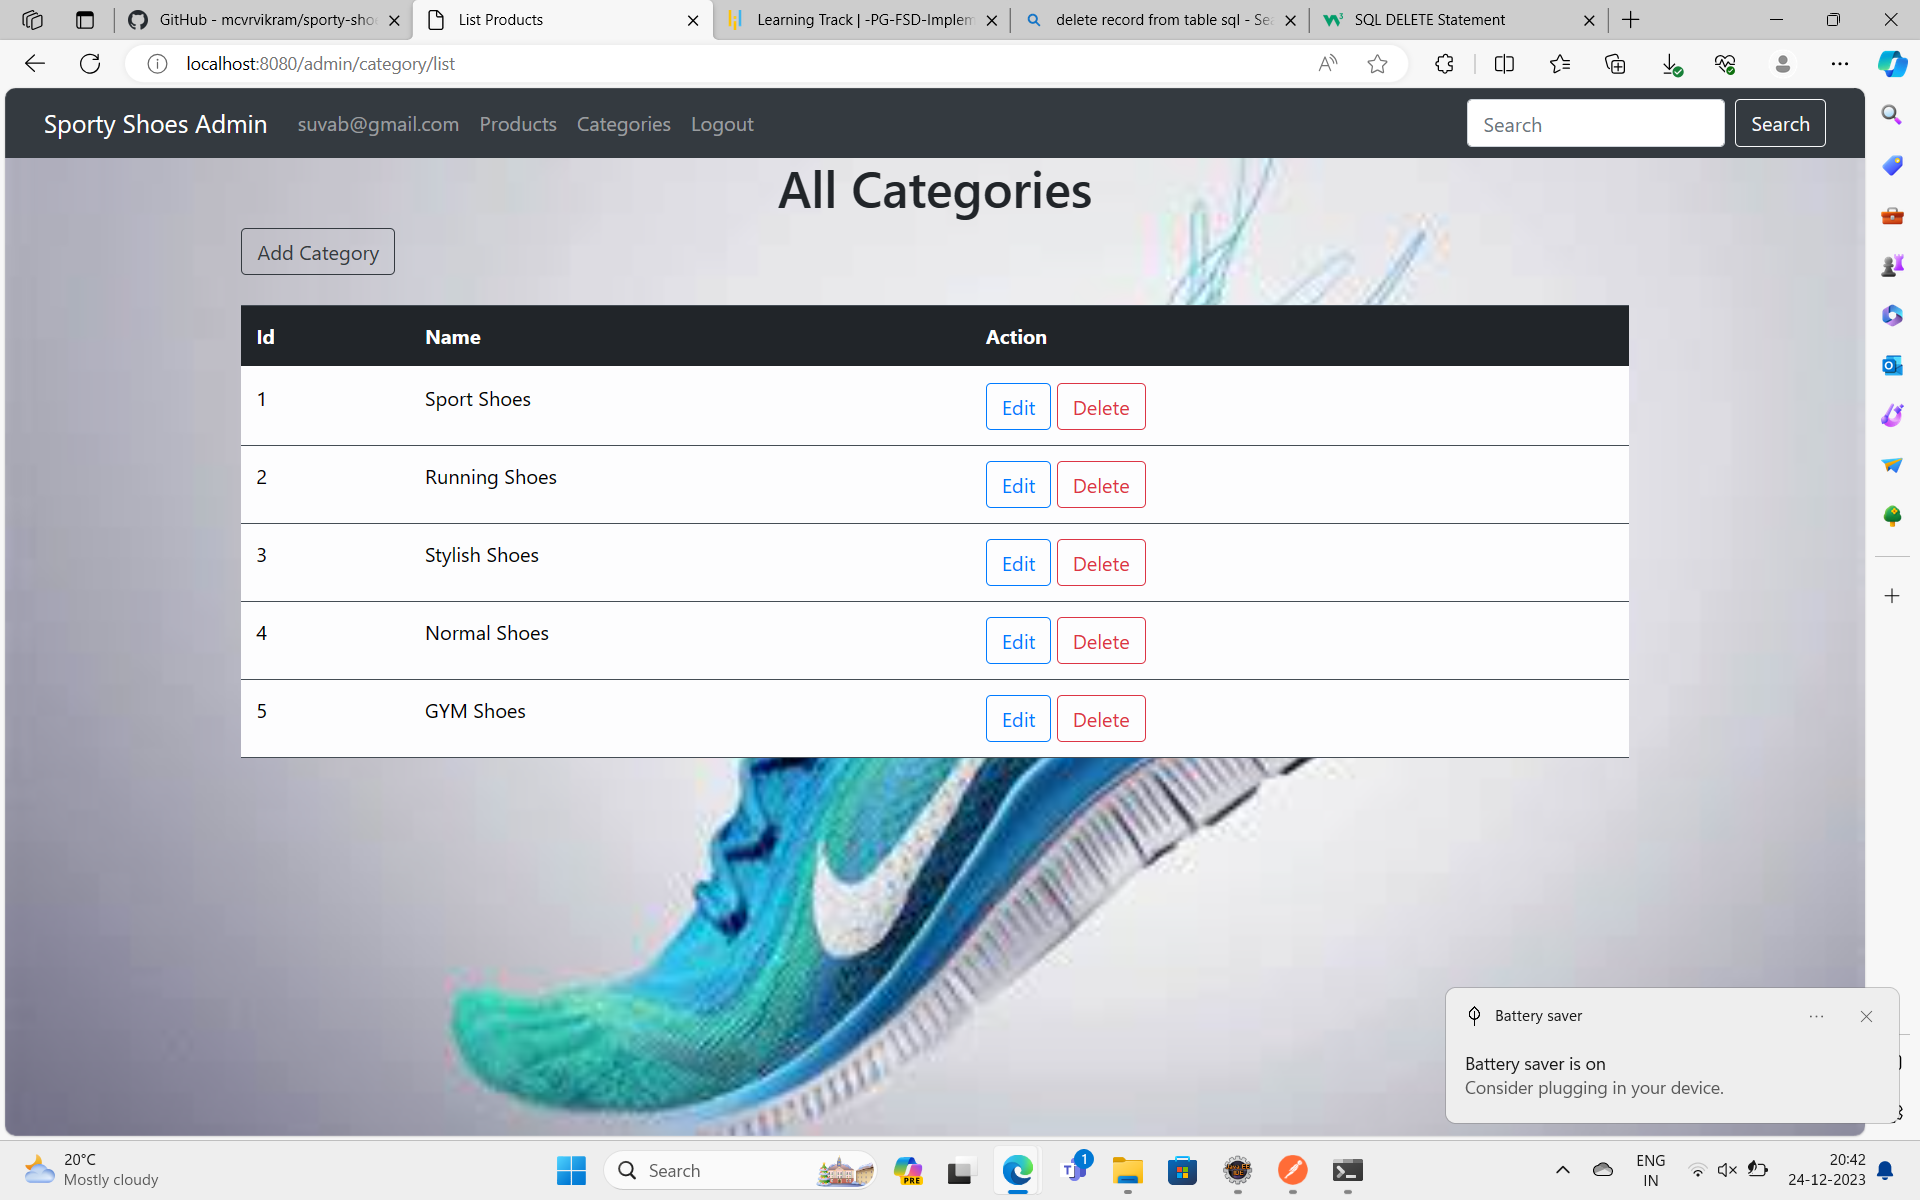 GitHub - mcvrvikram/sporty-sho
List Products
Learning Track | -PG-FSD-Implem
delete record from table sql - Sea
SQL DELETE Statement
localhost:8080/admin/category/list
Sporty Shoes Admin
suvab@gmail.com
Products
Categories
Logout
Search
Search
All Categories
Add Category
Id Name Action
1 Sport Shoes Edit Delete
2 Running Shoes Edit Delete
3 Stylish Shoes Edit Delete
4 Normal Shoes Edit Delete
5 GYM Shoes Edit Delete
Battery saver
Battery saver is on
Consider plugging in your device.
20°C
Mostly cloudy
Search
PRE
1
ENG
IN
20:42
24-12-2023